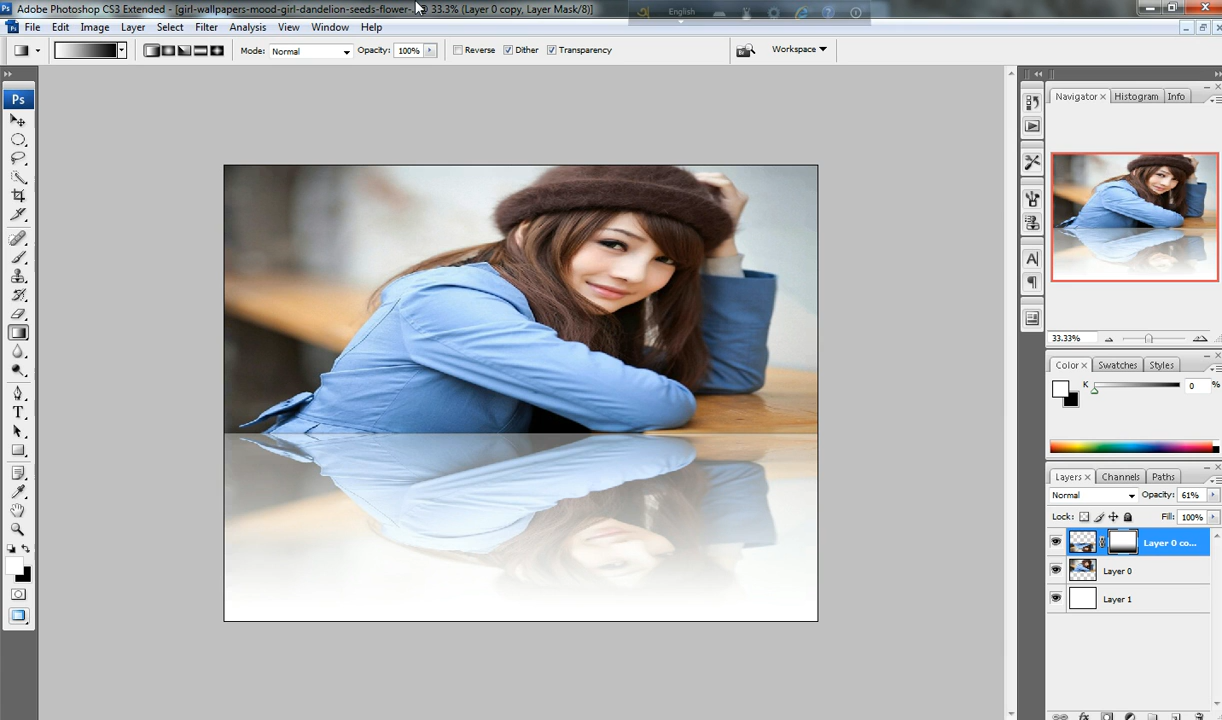 Adobe Photoshop CS3 Extended - [girl-wallpapers-mood-girl-dandelion-seeds-flower- @ 33.3% (Layer 0 copy, Layer Mask/8)]
English
File Edit Image Layer Select Filter Analysis View Window Help
Mode: Normal Opacity: 100% Reverse Dither Transparency Workspace
Ps
Navigator Histogram Info
33.33%
Color Swatches Styles
K 0 %
Layers Channels Paths
Normal Opacity: 61%
Lock: Fill: 100%
Layer 0 co...
Layer 0
Layer 1